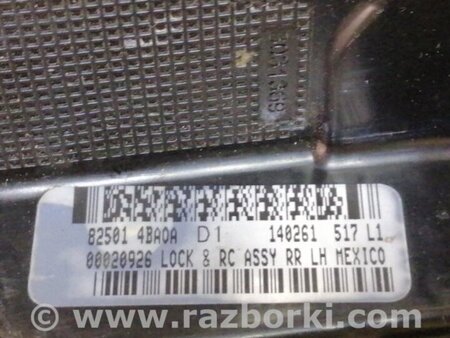 82501 4BA0A D1 140261 517 L1
00020926 LOCK & RC ASSY RR LH MEXICO
© www.razborki.com